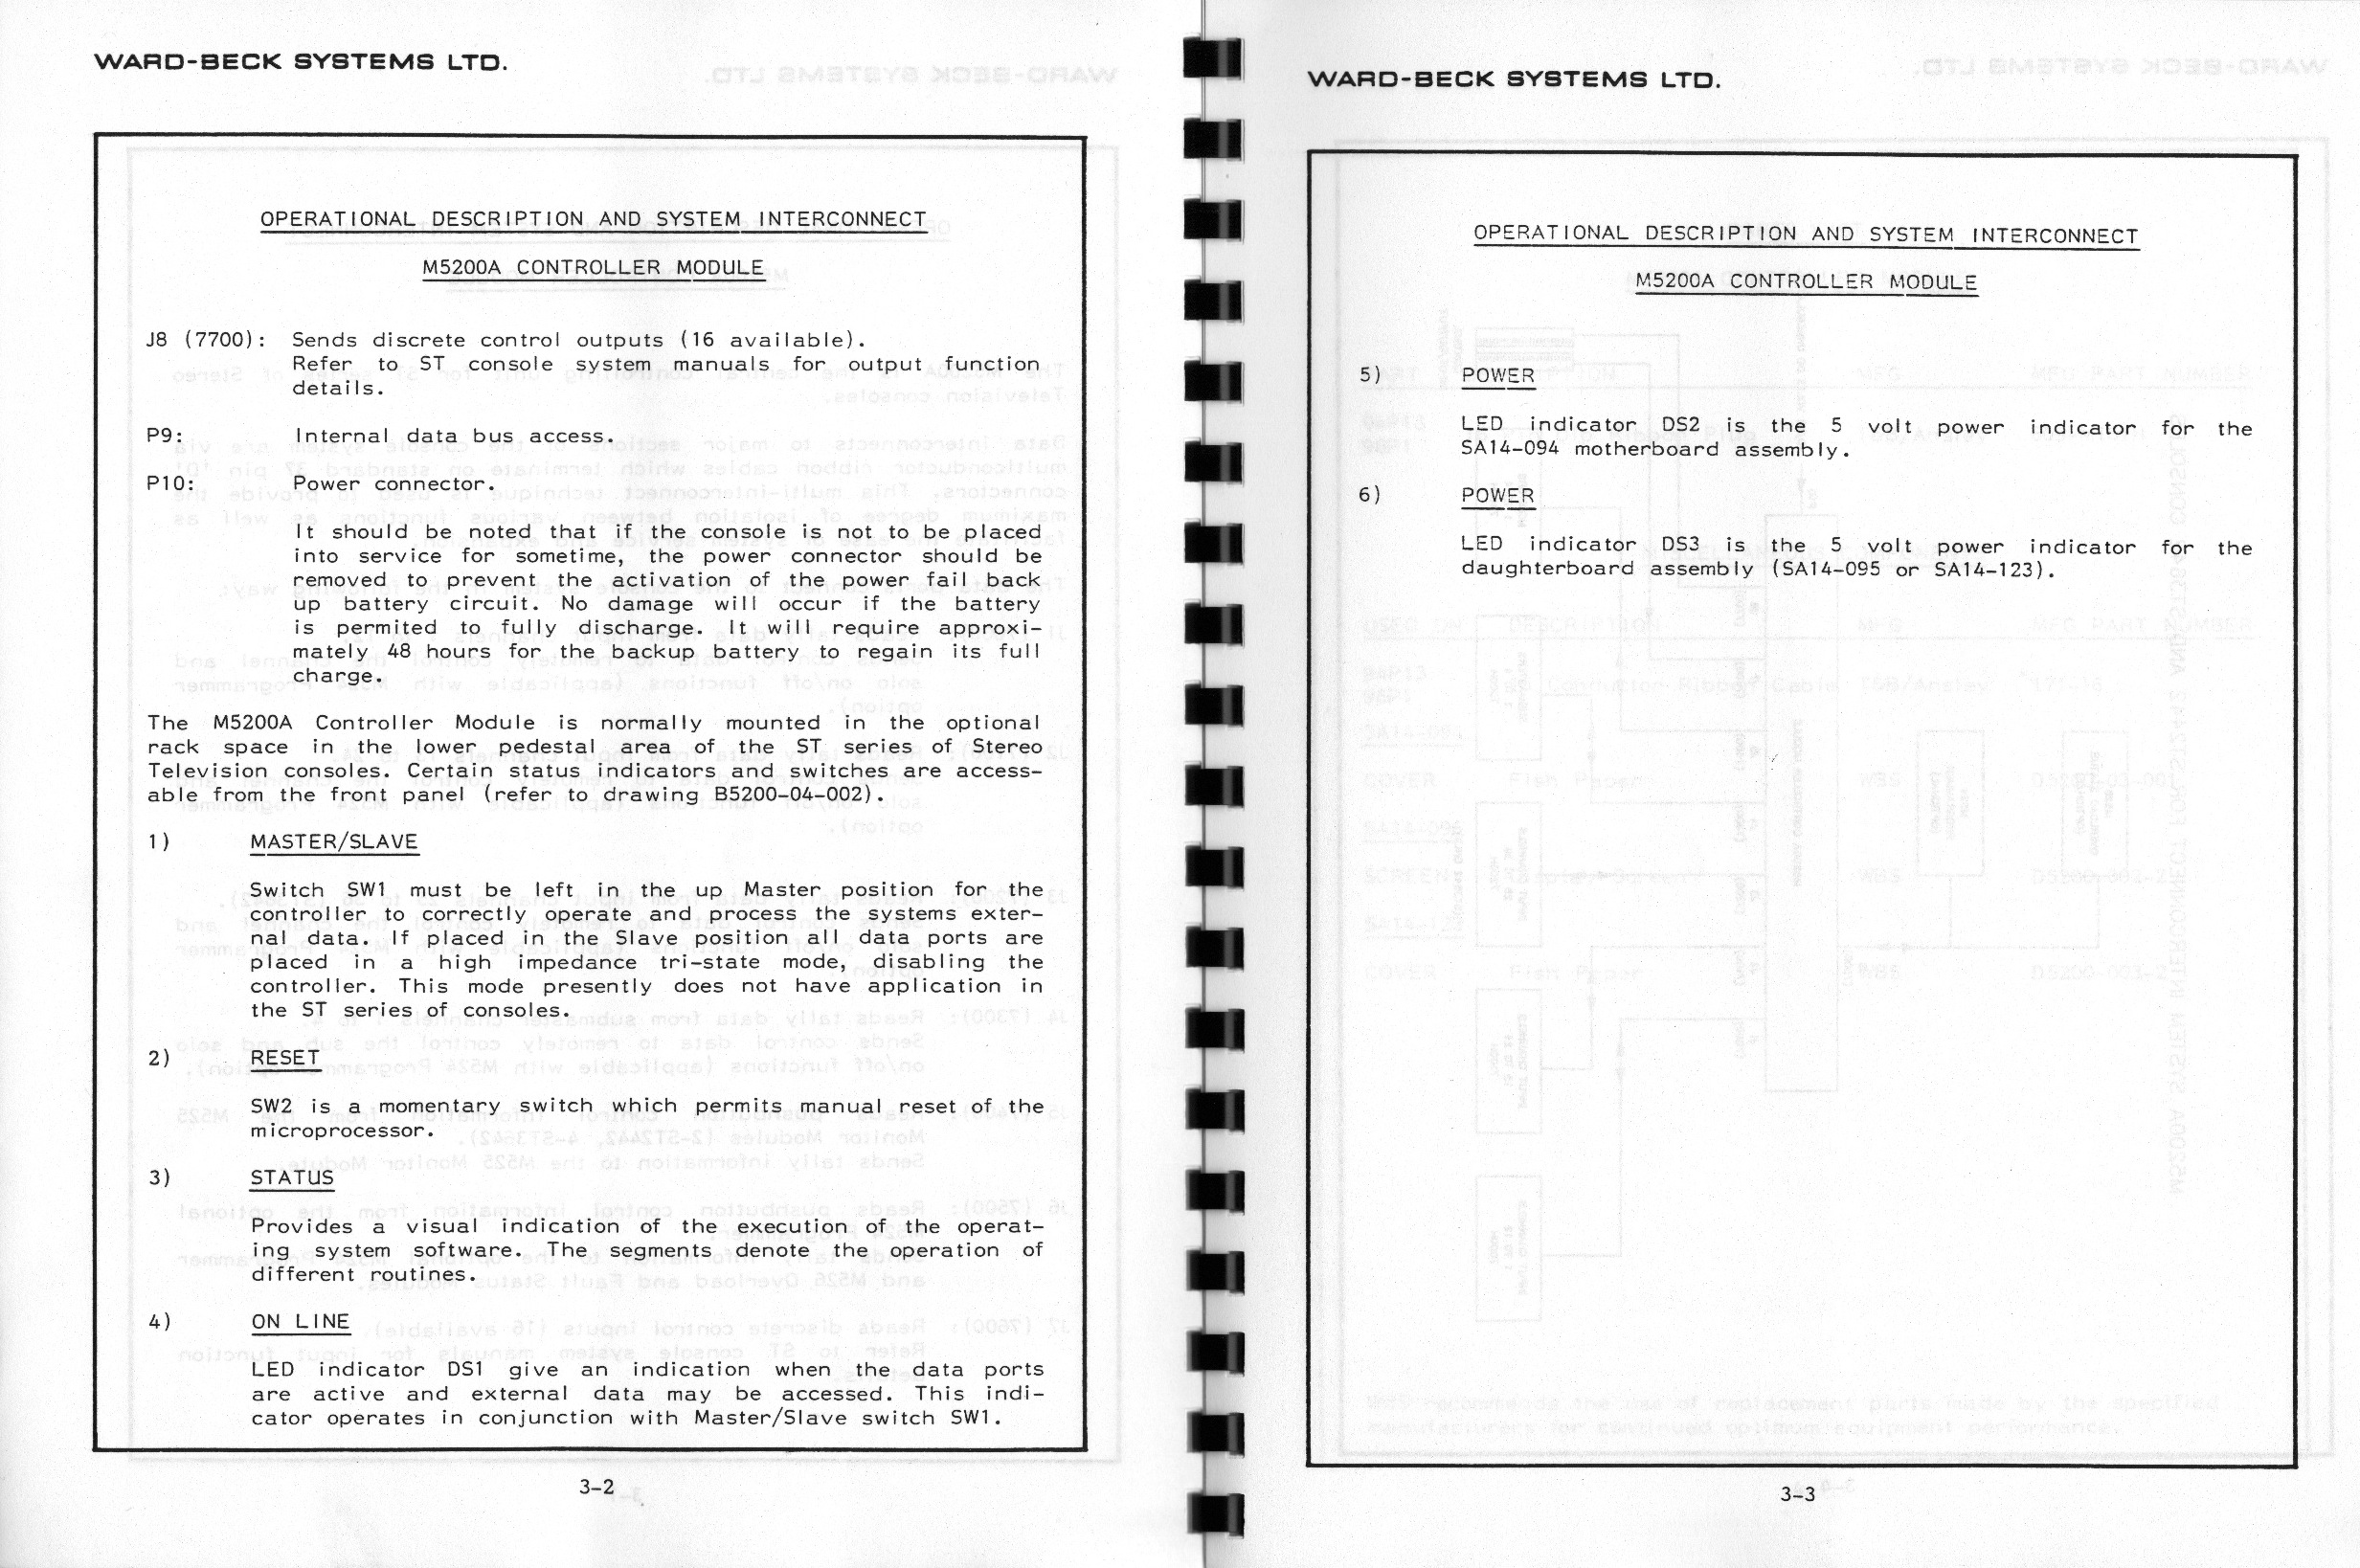 WARD-BECK SYSTEMS LTD.
OPERATIONAL DESCRIPTION AND SYSTEM INTERCONNECT
M5200A CONTROLLER MODULE
J8 (7700): Sends discrete control outputs (16 available).
Refer to ST console system manuals for output function
details.
P9: Internal data bus access.
P10: Power connector.
It should be noted that if the console is not to be placed
into service for sometime, the power connector should be
removed to prevent the activation of the power fail back
up battery circuit. No damage will occur if the battery
is permited to fully discharge. It will require approxi-
mately 48 hours for the backup battery to regain its full
charge.
The M5200A Controller Module is normally mounted in the optional
rack space in the lower pedestal area of the ST series of Stereo
Television consoles. Certain status indicators and switches are access-
able from the front panel (refer to drawing B5200-04-002).
1) MASTER/SLAVE
Switch SW1 must be left in the up Master position for the
controller to correctly operate and process the systems exter-
nal data. If placed in the Slave position all data ports are
placed in a high impedance tri-state mode, disabling the
controller. This mode presently does not have application in
the ST series of consoles.
2) RESET
SW2 is a momentary switch which permits manual reset of the
microprocessor.
3) STATUS
Provides a visual indication of the execution of the operat-
ing system software. The segments denote the operation of
different routines.
4) ON LINE
LED indicator DS1 give an indication when the data ports
are active and external data may be accessed. This indi-
cator operates in conjunction with Master/Slave switch SW1.
3-2
WARD-BECK SYSTEMS LTD.
OPERATIONAL DESCRIPTION AND SYSTEM INTERCONNECT
M5200A CONTROLLER MODULE
5) POWER
LED indicator DS2 is the 5 volt power indicator for the
SA14-094 motherboard assembly.
6) POWER
LED indicator DS3 is the 5 volt power indicator for the
daughterboard assembly (SA14-095 or SA14-123).
3-3